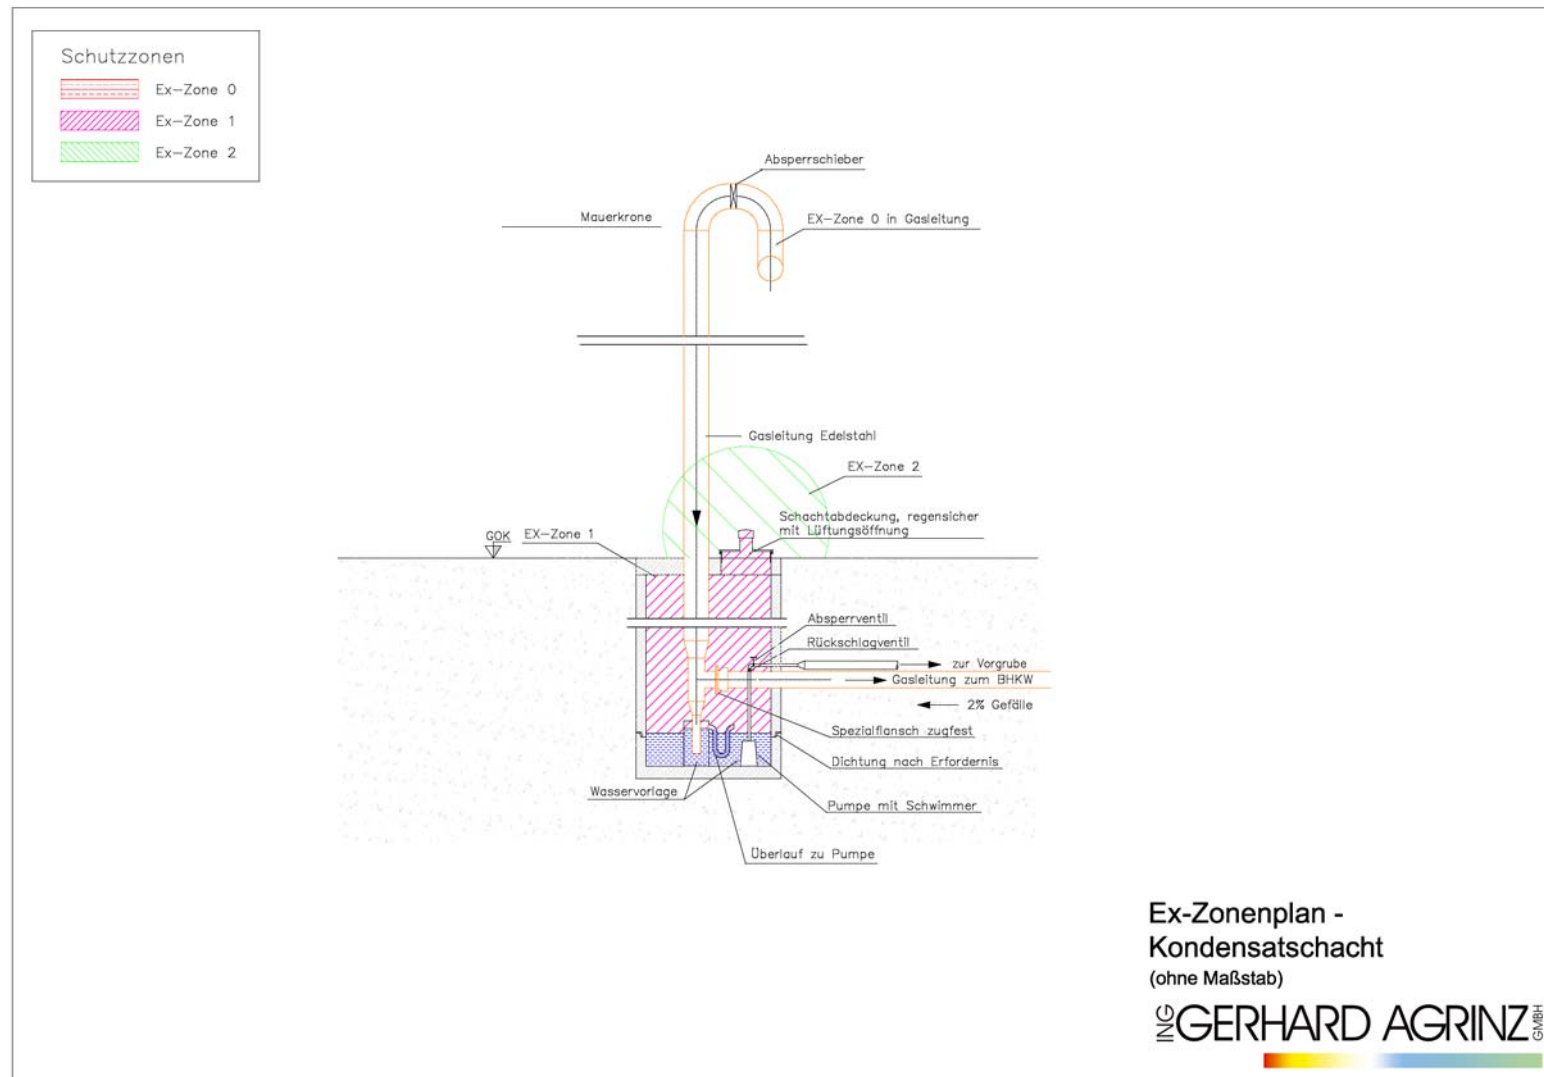 Schutzzonen
Ex-Zone 0
Ex-Zone 1
Ex-Zone 2
Absperrschieber
Mauerkrone
EX-Zone 0 in Gasleitung
Gasleitung Edelstahl
EX-Zone 2
Schachtabdeckung, regensicher
mit Lüftungsöffnung
GOK
EX-Zone 1
Absperrventil
Rückschlagventil
zur Vorgrube
Gasleitung zum BHKW
2% Gefälle
Spezialflansch zugfest
Dichtung nach Erfordernis
Wasservorlage
Pumpe mit Schwimmer
Überlauf zu Pumpe
Ex-Zonenplan -
Kondensatschacht
(ohne Maßstab)
ING GERHARD AGRINZ GMBH